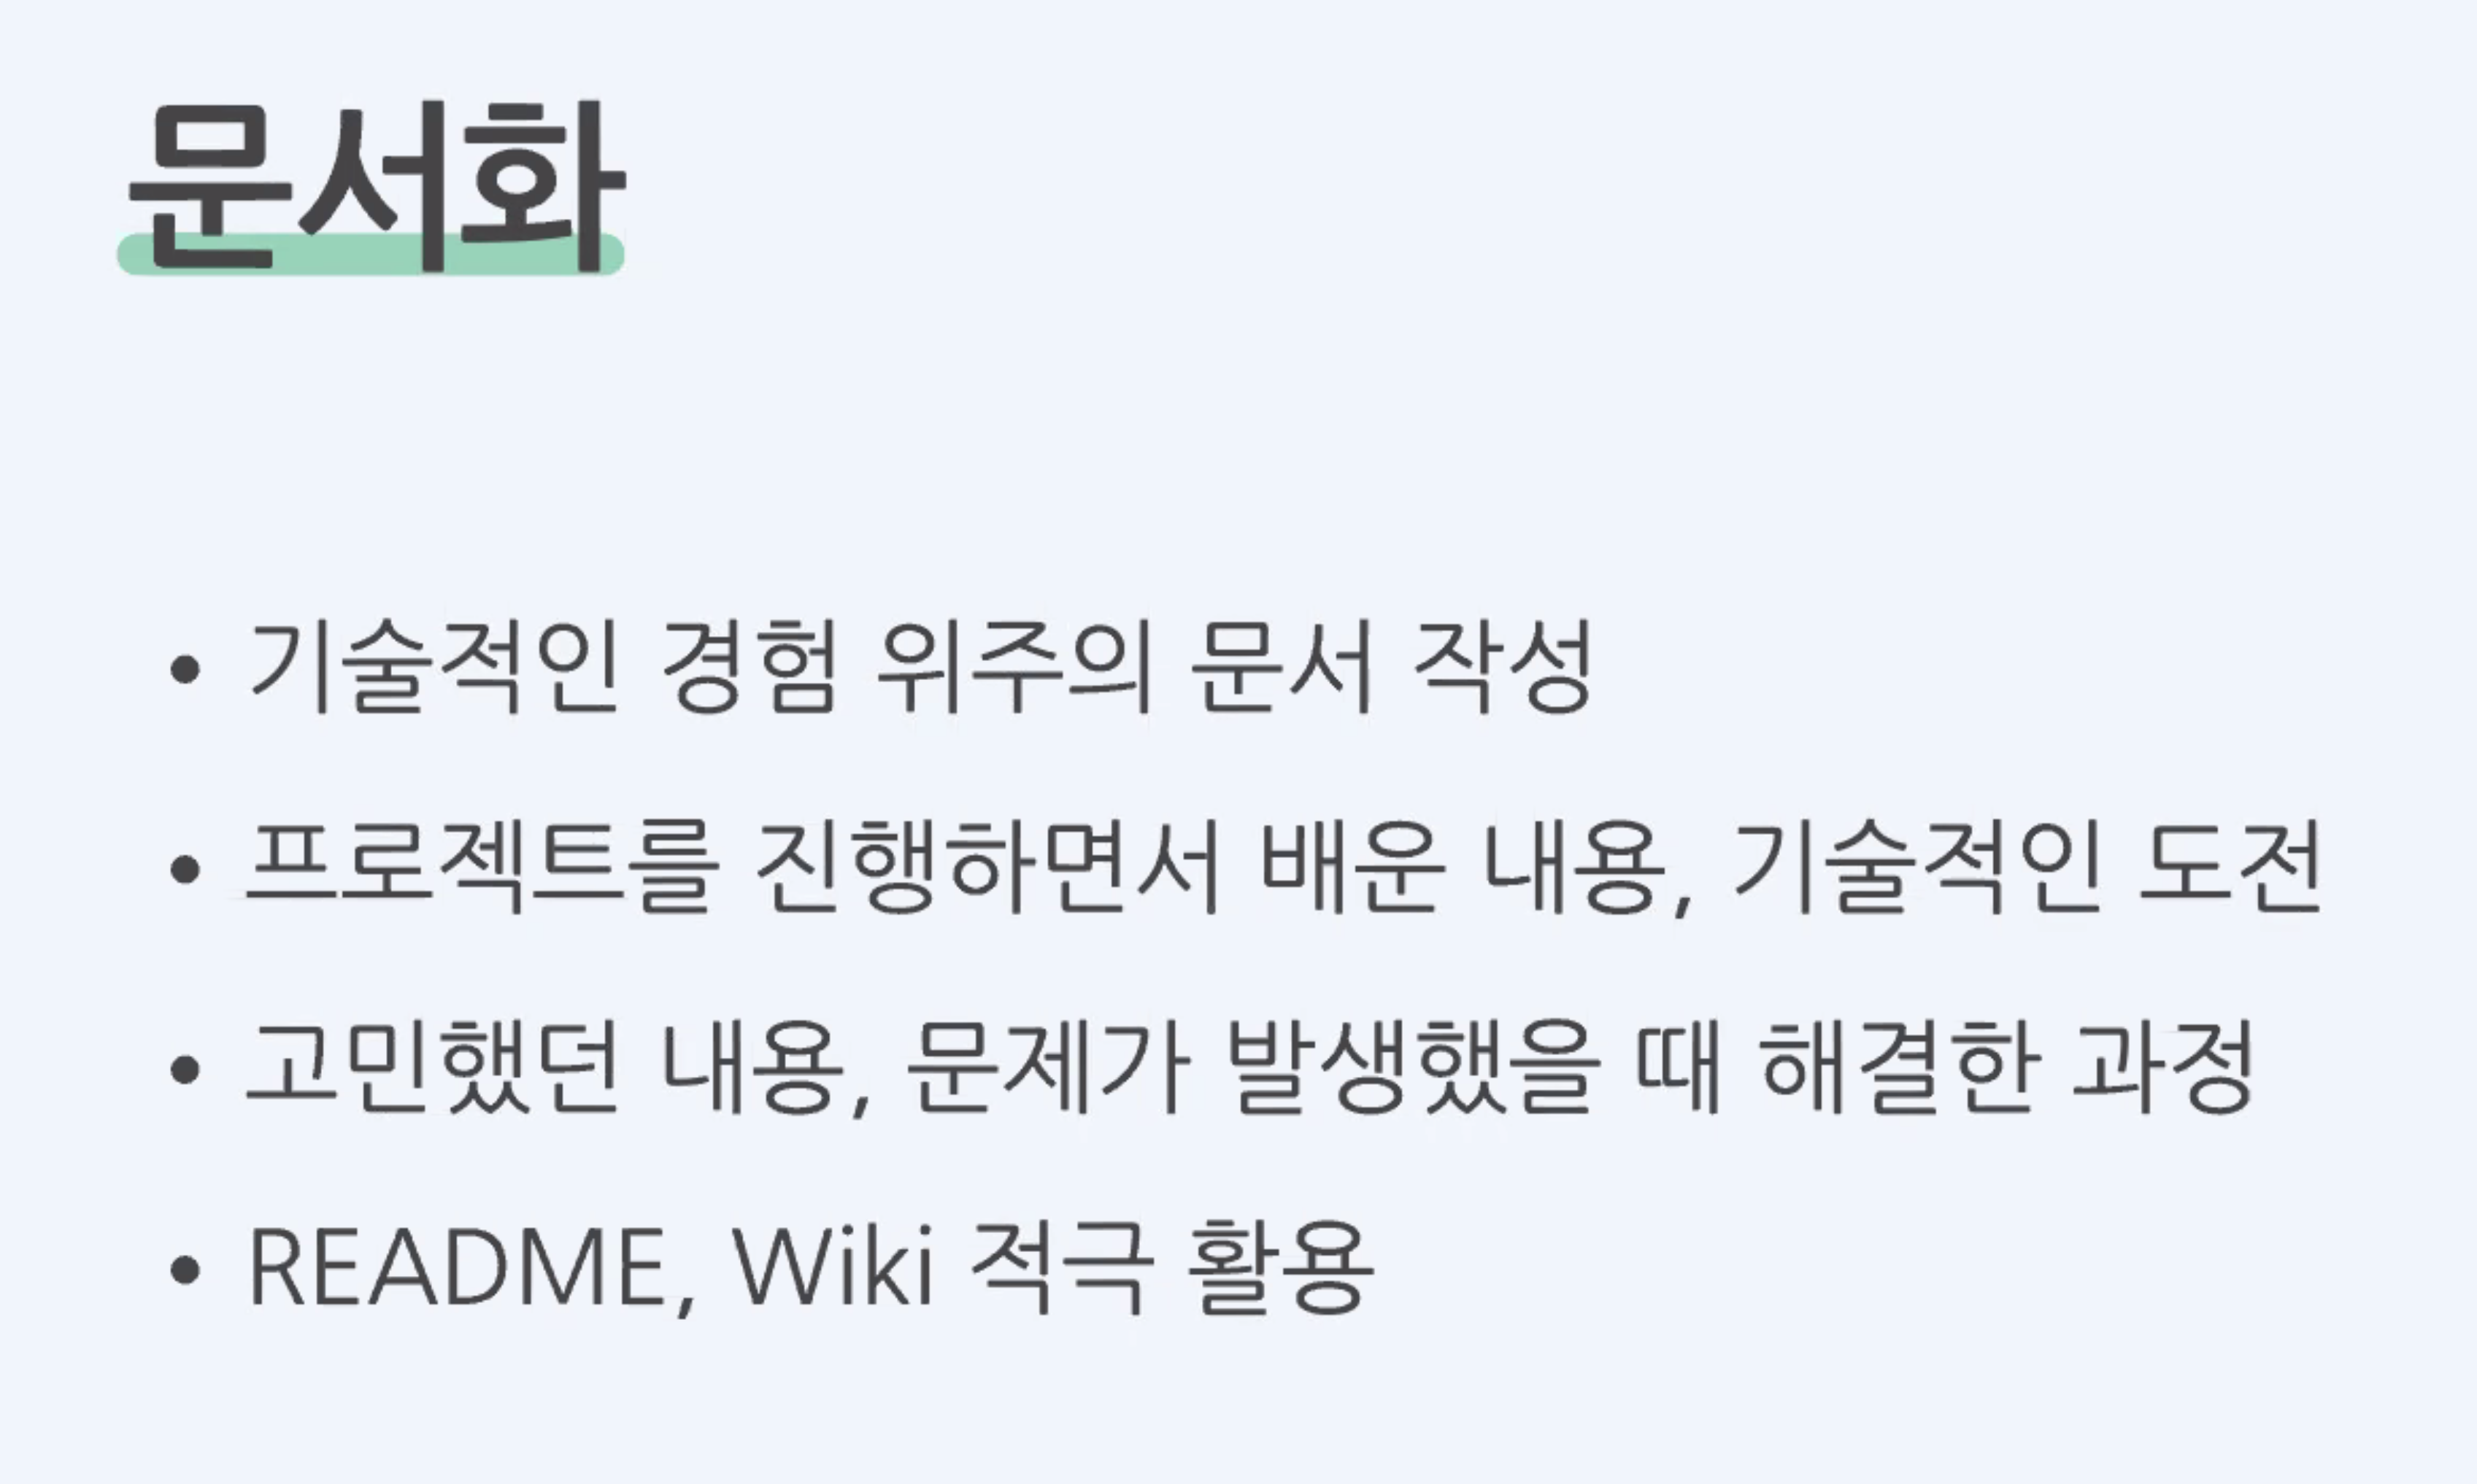 문서화
• 기술적인 경험 위주의 문서 작성
• 프로젝트를 진행하면서 배운 내용, 기술적인 도전
• 고민했던 내용, 문제가 발생했을 때 해결한 과정
• README, Wiki 적극 활용